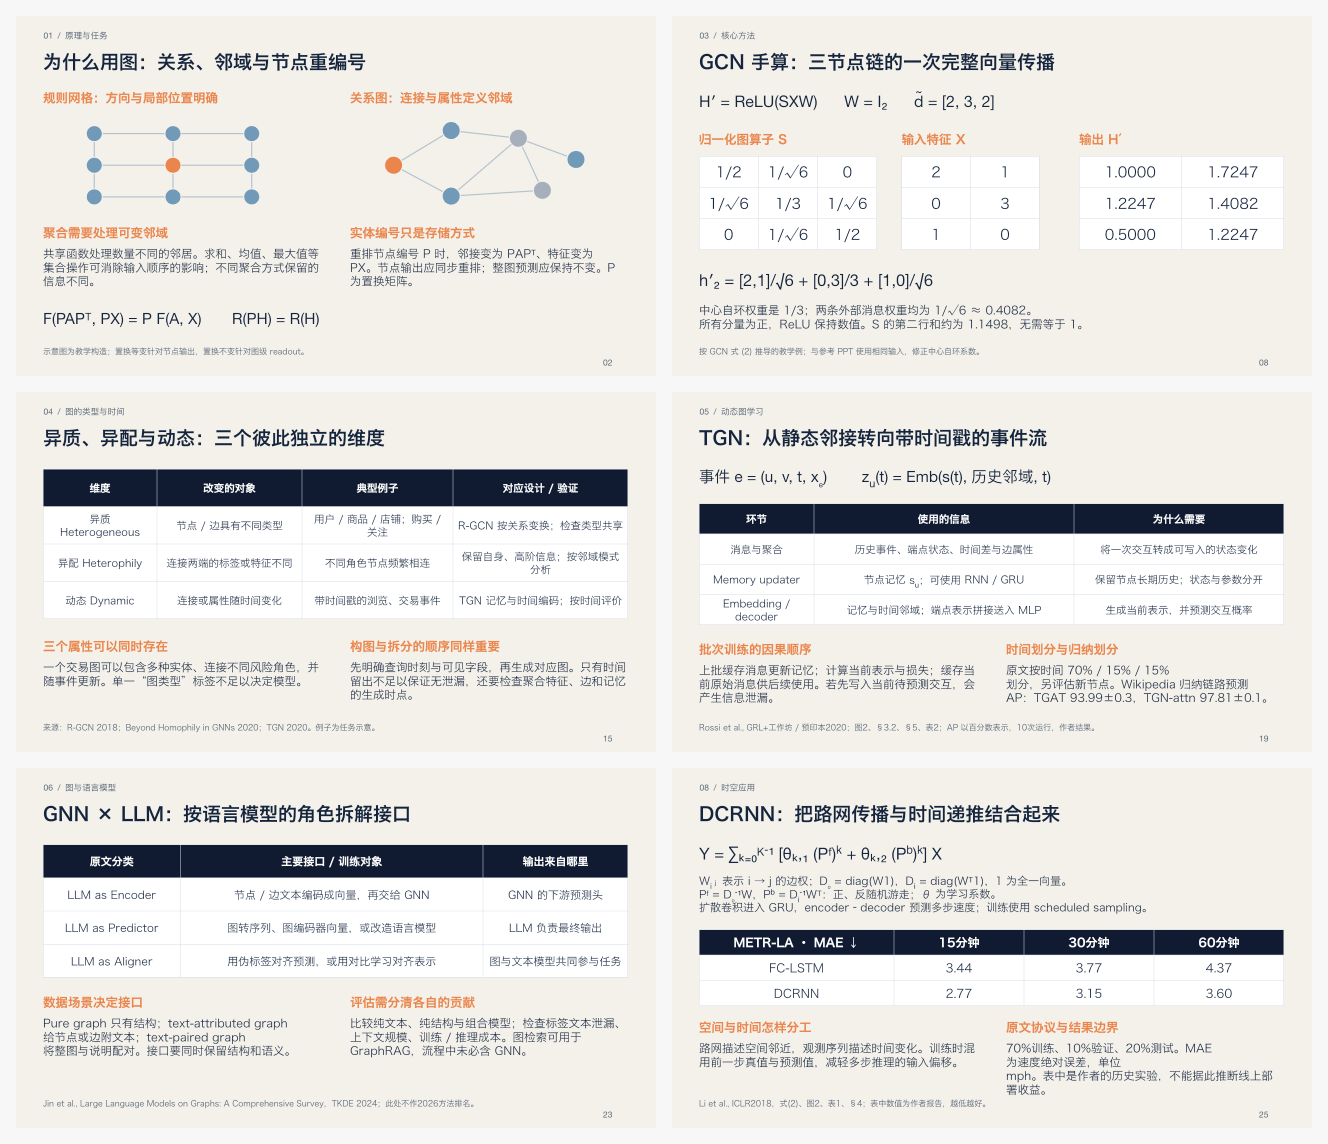 01 / 原理与任务
为什么用图：关系、邻域与节点重编号
规则网格：方向与局部位置明确
关系图：连接与属性定义邻域
聚合需要处理可变邻域
共享函数处理数量不同的邻居。求和、均值、最大值等
集合操作可消除输入顺序的影响；不同聚合方式保留的
信息不同。
实体编号只是存储方式
重排节点编号 P 时，邻接变为 PAPᵀ、特征变为
PX。节点输出应同步重排；整图预测应保持不变。P
为置换矩阵。
F(PAPᵀ, PX) = P F(A, X) R(PH) = R(H)
示意图为教学构造；置换等变针对节点输出，置换不变针对图级 readout。
02
03 / 核心方法
GCN 手算：三节点链的一次完整向量传播
H′ = ReLU(SXW) W = I₂ d̃ = [2, 3, 2]
归一化图算子 S
输入特征 X
输出 H′
1/2 1/√6 0 2 1 1.0000 1.7247
1/√6 1/3 1/√6 0 3 1.2247 1.4082
0 1/√6 1/2 1 0 0.5000 1.2247
h′₂ = [2,1]/√6 + [0,3]/3 + [1,0]/√6
中心自环权重是 1/3；两条外部消息权重均为 1/√6 ≈ 0.4082。
所有分量为正，ReLU 保持数值。S 的第二行和约为 1.1498，无需等于 1。
按 GCN 式 (2) 推导的教学例；与参考 PPT 使用相同输入，修正中心自环系数。
08
04 / 图的类型与时间
异质、异配与动态：三个彼此独立的维度
维度 改变的对象 典型例子 对应设计 / 验证
异质
Heterogeneous
节点 / 边具有不同类型
用户 / 商品 / 店铺；购买 /
关注
R-GCN 按关系变换；检查类型共享
异配 Heterophily
连接两端的标签或特征不同
不同角色节点频繁相连
保留自身、高阶信息；按邻域模式
分析
动态 Dynamic 连接或属性随时间变化 带时间戳的浏览、交易事件 TGN 记忆与时间编码；按时间评价
三个属性可以同时存在
一个交易图可以包含多种实体、连接不同风险角色，并
随事件更新。单一“图类型”标签不足以决定模型。
构图与拆分的顺序同样重要
先明确查询时刻与可见字段，再生成对应图。只有时间
留出不足以保证无泄漏，还要检查聚合特征、边和记忆
的生成时点。
来源：R-GCN 2018；Beyond Homophily in GNNs 2020；TGN 2020。例子为任务示意。
15
05 / 动态图学习
TGN：从静态邻接转向带时间戳的事件流
事件 e = (u, v, t, xₑ) zᵤ(t) = Emb(s(t), 历史邻域, t)
环节 使用的信息 为什么需要
消息与聚合 历史事件、端点状态、时间差与边属性 将一次交互转成可写入的状态变化
Memory updater 节点记忆 sᵤ；可使用 RNN / GRU 保留节点长期历史；状态与参数分开
Embedding /
decoder
记忆与时间邻域；端点表示拼接送入 MLP
生成当前表示，并预测交互概率
批次训练的因果顺序
上批缓存消息更新记忆；计算当前表示与损失；缓存当
前原始消息供后续使用。若先写入当前待预测交互，会
产生信息泄漏。
时间划分与归纳划分
原文按时间 70% / 15% / 15%
划分，另评估新节点。Wikipedia 归纳链路预测
AP：TGAT 93.99±0.3，TGN-attn 97.81±0.1。
Rossi et al., GRL+工作坊 / 预印本2020；图2、§3.2、§5、表2；AP 以百分数表示，10次运行，作者结果。
19
06 / 图与语言模型
GNN × LLM：按语言模型的角色拆解接口
原文分类 主要接口 / 训练对象 输出来自哪里
LLM as Encoder 节点 / 边文本编码成向量，再交给 GNN GNN 的下游预测头
LLM as Predictor 图转序列、图编码器向量，或改造语言模型 LLM 负责最终输出
LLM as Aligner 用伪标签对齐预测，或用对比学习对齐表示 图与文本模型共同参与任务
数据场景决定接口
Pure graph 只有结构；text-attributed graph
给节点或边附文本；text-paired graph
将整图与说明配对。接口要同时保留结构和语义。
评估需分清各自的贡献
比较纯文本、纯结构与组合模型；检查标签文本泄漏、
上下文规模、训练 / 推理成本。图检索可用于
GraphRAG，流程中未必含 GNN。
Jin et al., Large Language Models on Graphs: A Comprehensive Survey，TKDE 2024；此处不作2026方法排名。
23
08 / 时空应用
DCRNN：把路网传播与时间递推结合起来
Y = ∑ₖ₌₀ᴷ⁻¹ [θₖ,₁ (Pᶠ)ᵏ + θₖ,₂ (Pᵇ)ᵏ] X
Wᵢⱼ 表示 i → j 的边权；Dₒ = diag(W1)，Dᵢ = diag(Wᵀ1)，1 为全一向量。
Pᶠ = Dₒ⁻¹W，Pᵇ = Dᵢ⁻¹Wᵀ；正、反随机游走；θ 为学习系数。
扩散卷积进入 GRU，encoder - decoder 预测多步速度；训练使用 scheduled sampling。
METR-LA · MAE ↓ 15分钟 30分钟 60分钟
FC-LSTM 3.44 3.77 4.37
DCRNN 2.77 3.15 3.60
空间与时间怎样分工
路网描述空间邻近，观测序列描述时间变化。训练时混
用前一步真值与预测值，减轻多步推理的输入偏移。
原文协议与结果边界
70%训练、10%验证、20%测试。MAE
为速度绝对误差，单位
mph。表中是作者的历史实验，不能据此推断线上部
署收益。
Li et al., ICLR2018，式(2)、图2、表1、§4；表中数值为作者报告，越低越好。
25